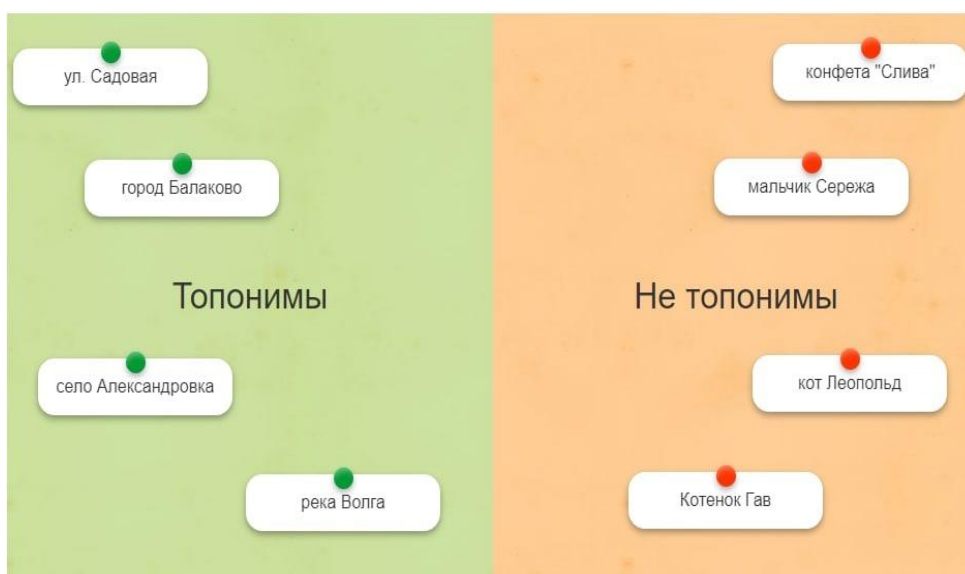 ул. Садовая
город Балаково
Топонимы
село Александровка
река Волга
конфета "Слива"
мальчик Сережа
Не топонимы
кот Леопольд
Котенок Гав